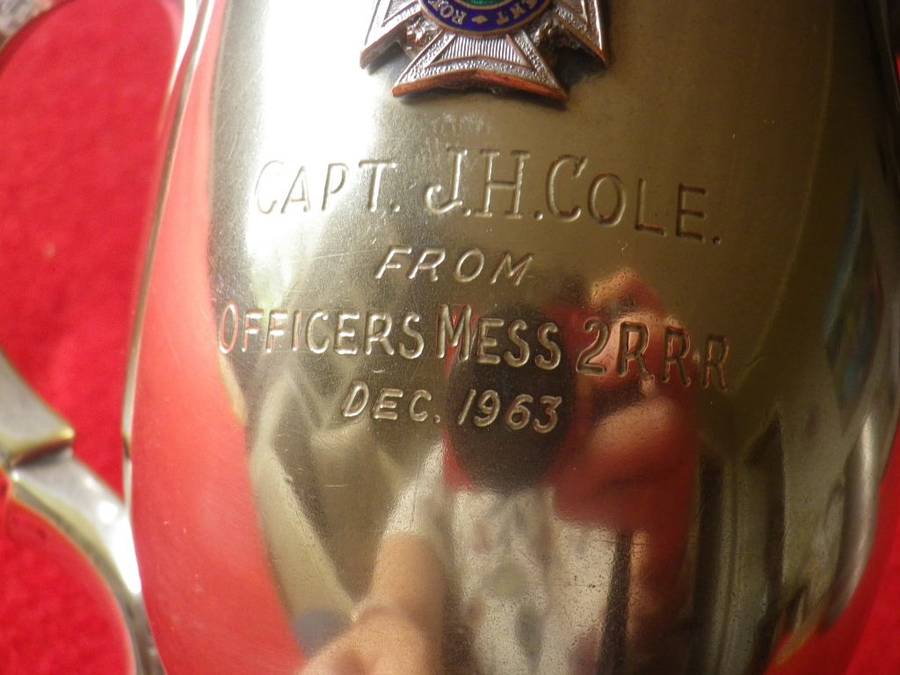 CAPT. J.H. COLE.
FROM
OFFICERS MESS 2RRR
DEC. 1963